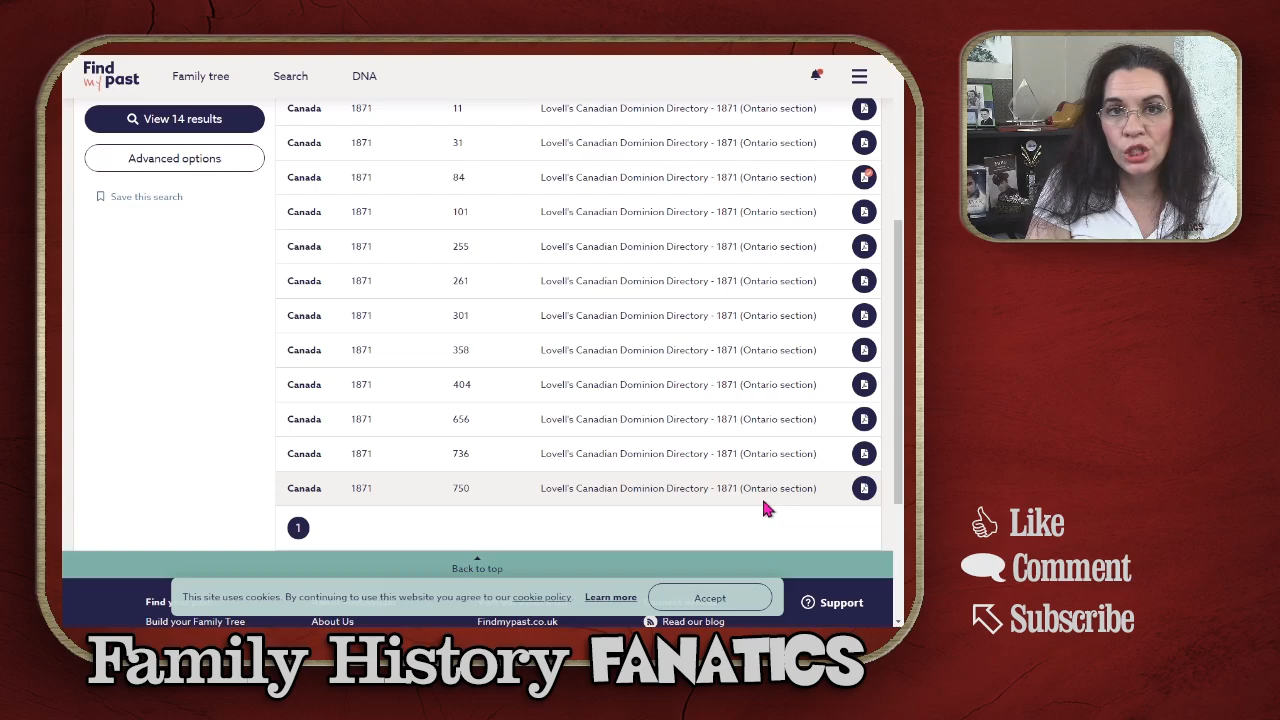 Find my past
Family tree
Search
DNA
View 14 results
Advanced options
Save this search
Canada 1871 11 Lovell's Canadian Dominion Directory - 1871 (Ontario section)
Canada 1871 31 Lovell's Canadian Dominion Directory - 1871 (Ontario section)
Canada 1871 84 Lovell's Canadian Dominion Directory - 1871 (Ontario section)
Canada 1871 101 Lovell's Canadian Dominion Directory - 1871 (Ontario section)
Canada 1871 255 Lovell's Canadian Dominion Directory - 1871 (Ontario section)
Canada 1871 261 Lovell's Canadian Dominion Directory - 1871 (Ontario section)
Canada 1871 301 Lovell's Canadian Dominion Directory - 1871 (Ontario section)
Canada 1871 358 Lovell's Canadian Dominion Directory - 1871 (Ontario section)
Canada 1871 404 Lovell's Canadian Dominion Directory - 1871 (Ontario section)
Canada 1871 656 Lovell's Canadian Dominion Directory - 1871 (Ontario section)
Canada 1871 736 Lovell's Canadian Dominion Directory - 1871 (Ontario section)
Canada 1871 750 Lovell's Canadian Dominion Directory - 1871 (Ontario section)
1
Back to top
This site uses cookies. By continuing to use this website you agree to our cookie policy. Learn more Accept
Find y
Support
Build your Family Tree
About Us
Findmypast.co.uk
Read our blog
Like
Comment
Subscribe
Family History FANATICS